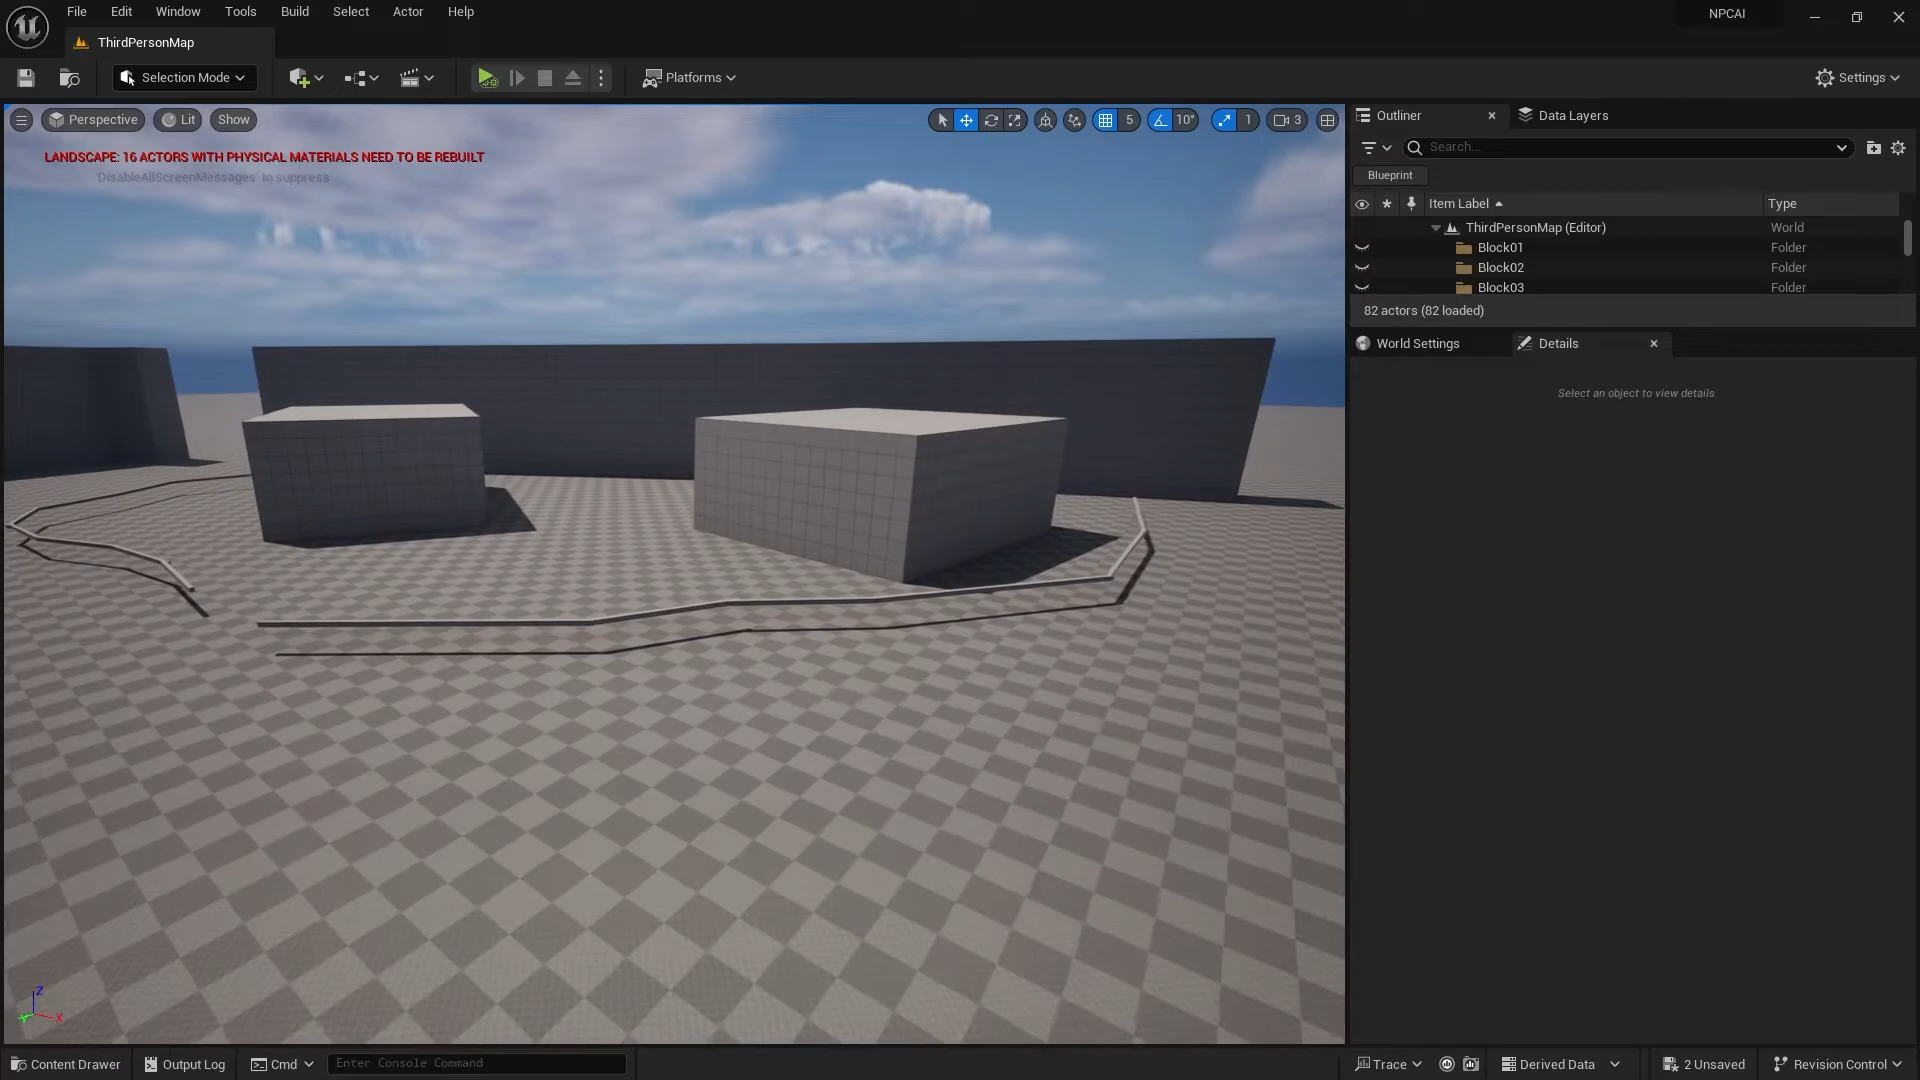 File Edit Window Tools Build Select Actor Help
NPCAI
ThirdPersonMap
Selection Mode
Platforms
Settings
Perspective Lit Show
5 10° 1 3
LANDSCAPE: 16 ACTORS WITH PHYSICAL MATERIALS NEED TO BE REBUILT
'DisableAllScreenMessages' to suppress
Z
Y X
Outliner Data Layers
Search...
Blueprint
Item Label Type
ThirdPersonMap (Editor) World
Block01 Folder
Block02 Folder
Block03 Folder
82 actors (82 loaded)
World Settings Details
Select an object to view details.
Content Drawer Output Log Cmd Enter Console Command Trace Derived Data 2 Unsaved Revision Control